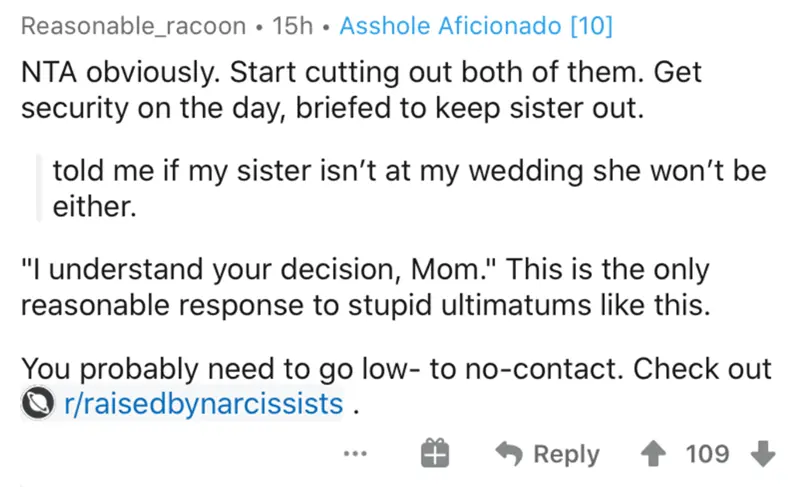 Reasonable_racoon • 15h • Asshole Aficionado [10]
NTA obviously. Start cutting out both of them. Get
security on the day, briefed to keep sister out.
told me if my sister isn't at my wedding she won't be
either.
"I understand your decision, Mom." This is the only
reasonable response to stupid ultimatums like this.
You probably need to go low- to no-contact. Check out
r/raisedbynarcissists .
... Reply 109